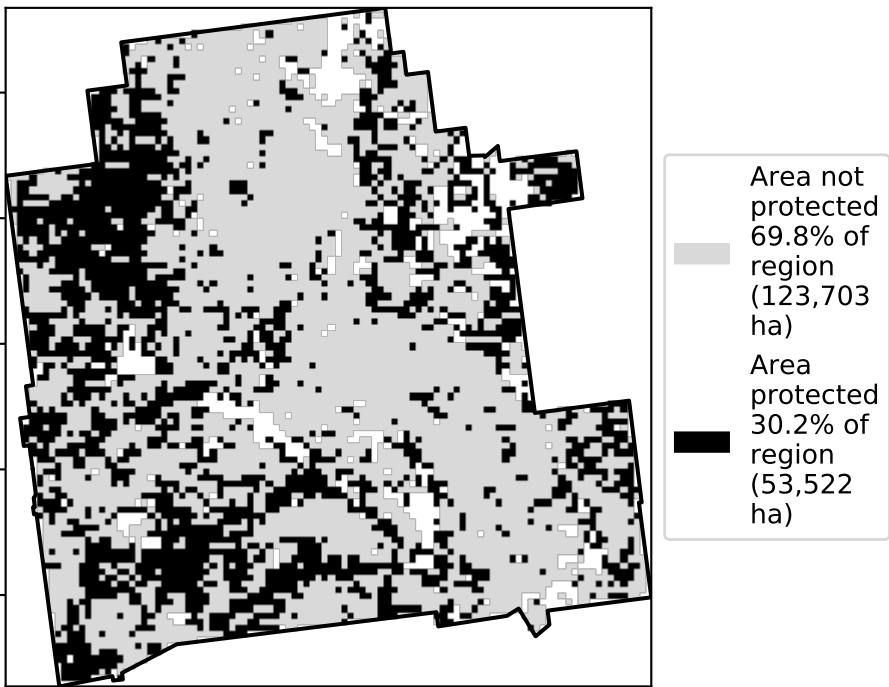 Area not
protected
69.8% of
region
(123,703
ha)
Area
protected
30.2% of
region
(53,522
ha)